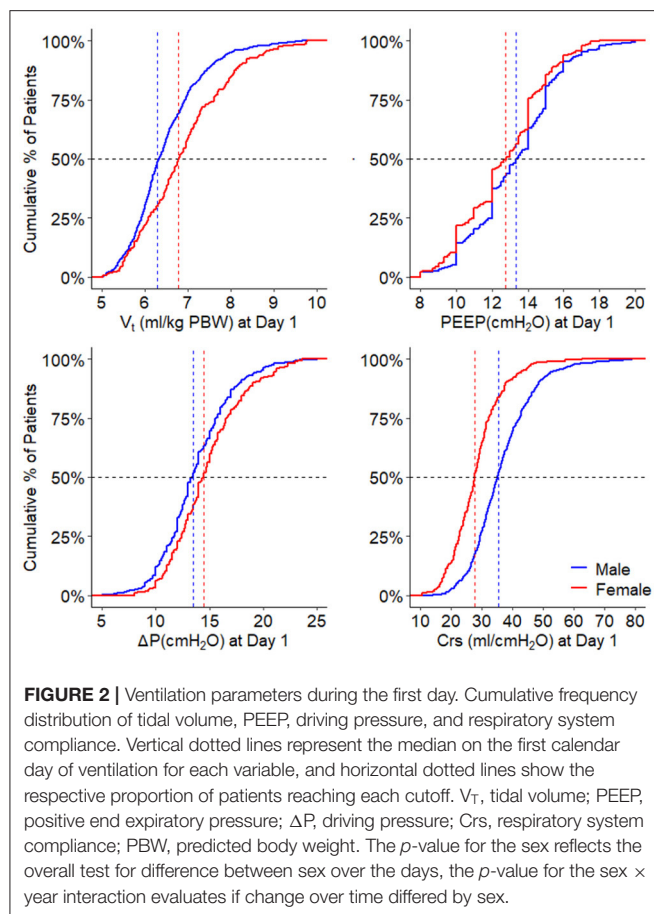 100%
75%
50%
25%
0%
Cumulative % of Patients
5 6 7 8 9 10
Vt (ml/kg PBW) at Day 1
100%
75%
50%
25%
0%
8 10 12 14 16 18 20
PEEP(cmH2O) at Day 1
100%
75%
50%
25%
0%
Cumulative % of Patients
5 10 15 20 25
ΔP(cmH2O) at Day 1
100%
75%
50%
25%
0%
Male
Female
10 20 30 40 50 60 70 80
Crs (ml/cmH2O) at Day 1
FIGURE 2 | Ventilation parameters during the first day. Cumulative frequency
distribution of tidal volume, PEEP, driving pressure, and respiratory system
compliance. Vertical dotted lines represent the median on the first calendar
day of ventilation for each variable, and horizontal dotted lines show the
respective proportion of patients reaching each cutoff. VT, tidal volume; PEEP,
positive end expiratory pressure; ΔP, driving pressure; Crs, respiratory system
compliance; PBW, predicted body weight. The p-value for the sex reflects the
overall test for difference between sex over the days, the p-value for the sex ×
year interaction evaluates if change over time differed by sex.